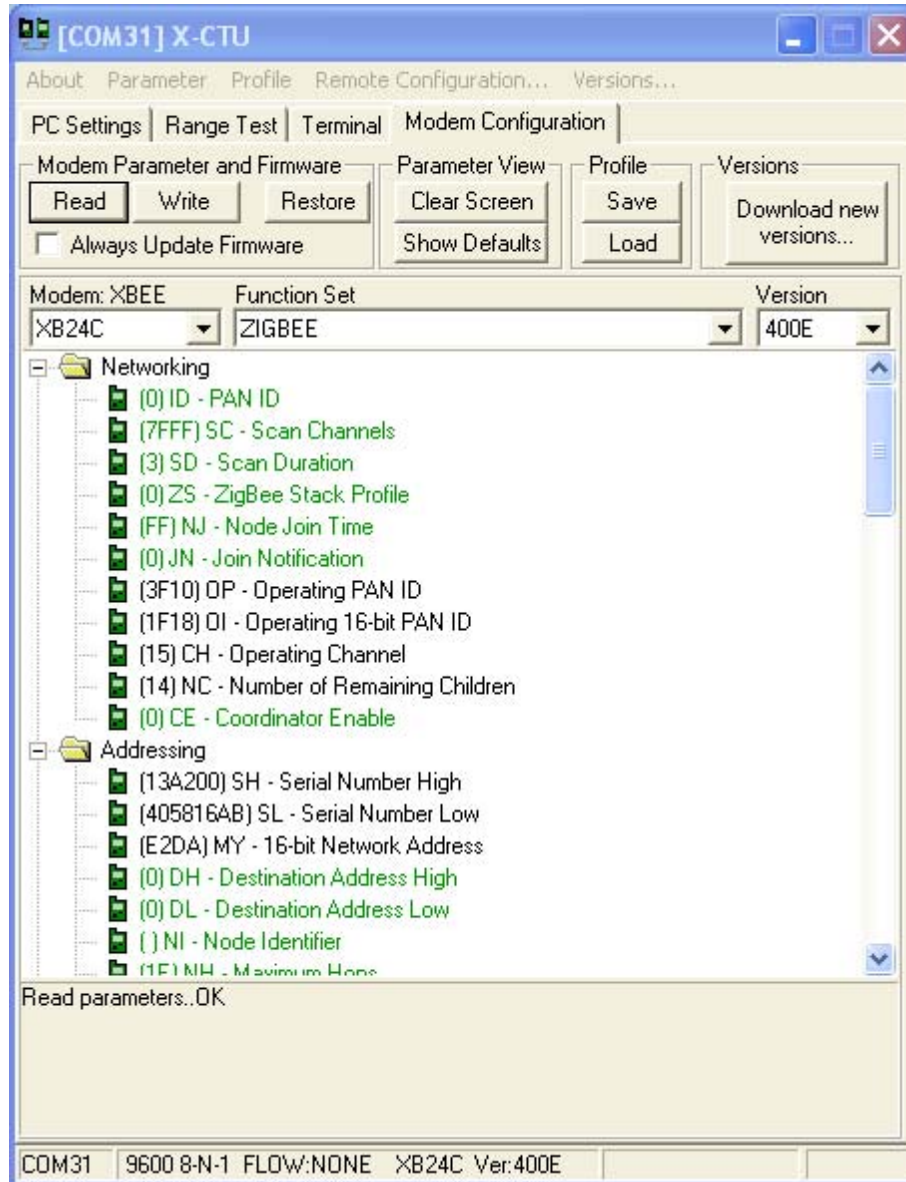 [COM31] X-CTU
About Parameter Profile Remote Configuration... Versions...
PC Settings Range Test Terminal Modem Configuration
Modem Parameter and Firmware Parameter View Profile Versions
Read Write Restore Clear Screen Save Download new versions...
Always Update Firmware Show Defaults Load
Modem: XBEE Function Set Version
XB24C ZIGBEE 400E
Networking
(0) ID - PAN ID
(7FFF) SC - Scan Channels
(3) SD - Scan Duration
(0) ZS - ZigBee Stack Profile
(FF) NJ - Node Join Time
(0) JN - Join Notification
(3F10) OP - Operating PAN ID
(1F18) OI - Operating 16-bit PAN ID
(15) CH - Operating Channel
(14) NC - Number of Remaining Children
(0) CE - Coordinator Enable
Addressing
(13A200) SH - Serial Number High
(405816AB) SL - Serial Number Low
(E2DA) MY - 16-bit Network Address
(0) DH - Destination Address High
(0) DL - Destination Address Low
( ) NI - Node Identifier
(1E) NH - Maximum Hops
Read parameters..OK
COM31 9600 8-N-1 FLOW:NONE XB24C Ver:400E